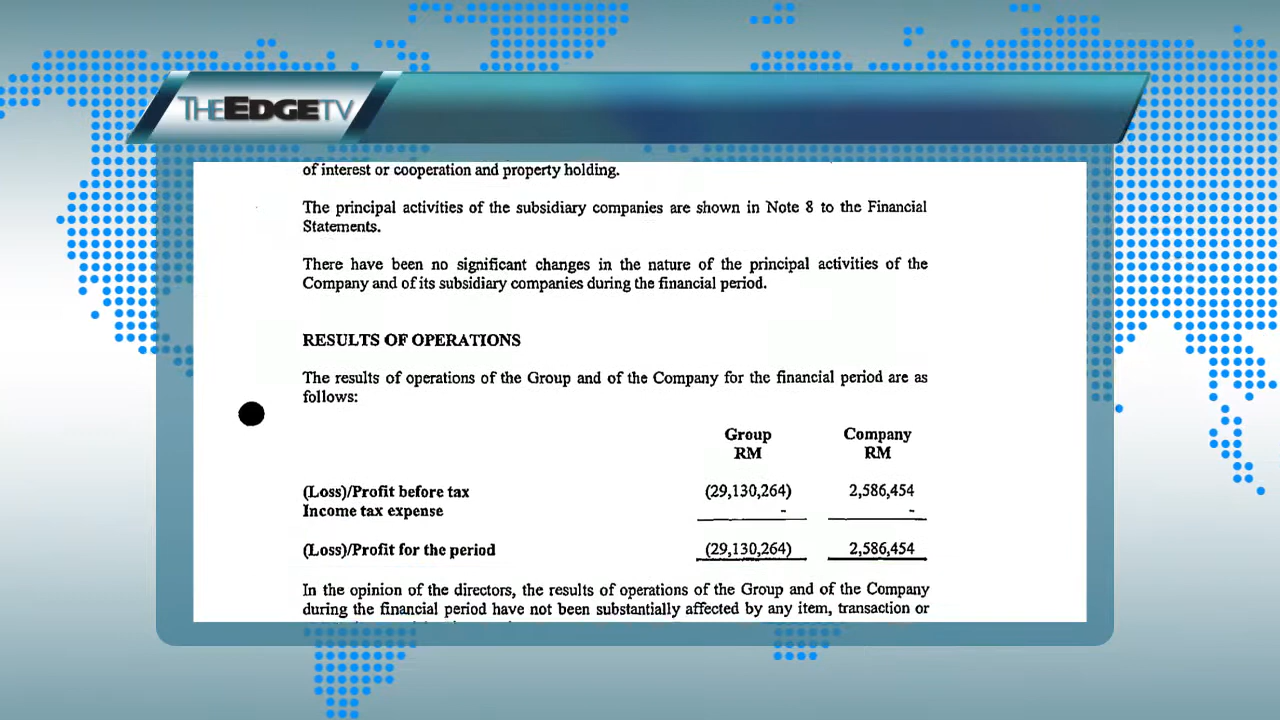 THEEDGETV
of interest or cooperation and property holding.
The principal activities of the subsidiary companies are shown in Note 8 to the Financial
Statements.
There have been no significant changes in the nature of the principal activities of the
Company and of its subsidiary companies during the financial period.
RESULTS OF OPERATIONS
The results of operations of the Group and of the Company for the financial period are as
follows:
Group Company
RM RM
(Loss)/Profit before tax (29,130,264) 2,586,454
Income tax expense - -
(Loss)/Profit for the period (29,130,264) 2,586,454
In the opinion of the directors, the results of operations of the Group and of the Company
during the financial period have not been substantially affected by any item, transaction or